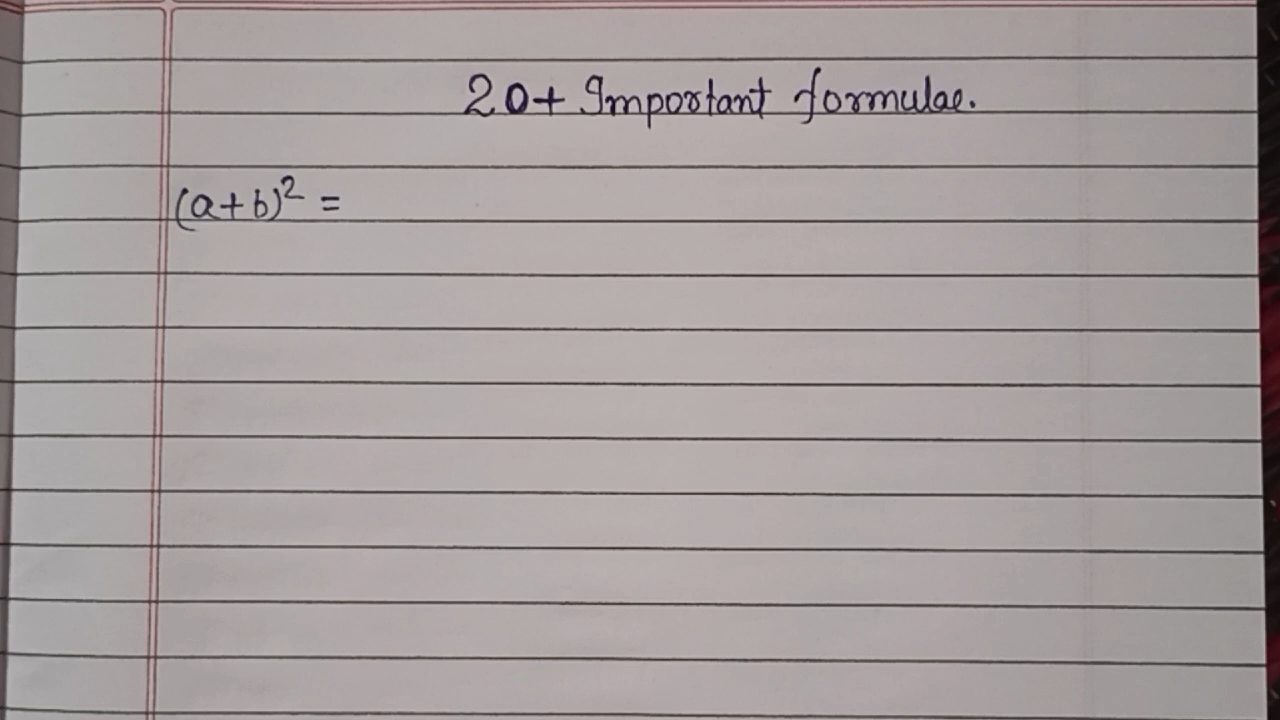 20+ Important formulae.
(a+b)² =